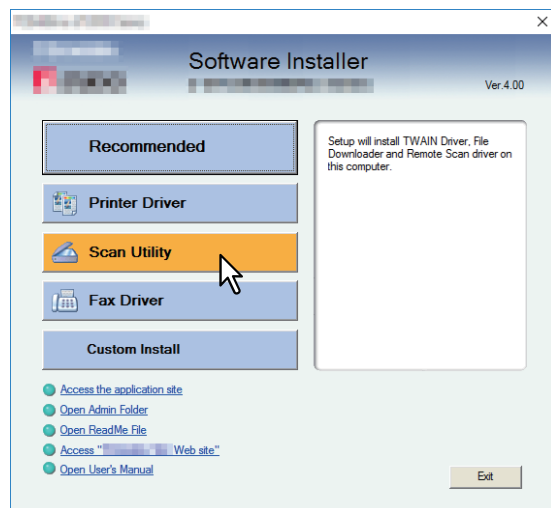 Software Installer
Ver.4.00
Recommended
Setup will install TWAIN Driver, File
Downloader and Remote Scan driver on
this computer.
Printer Driver
Scan Utility
Fax Driver
Custom Install
Access the application site
Open Admin Folder
Open ReadMe File
Access " Web site"
Open User's Manual
Exit